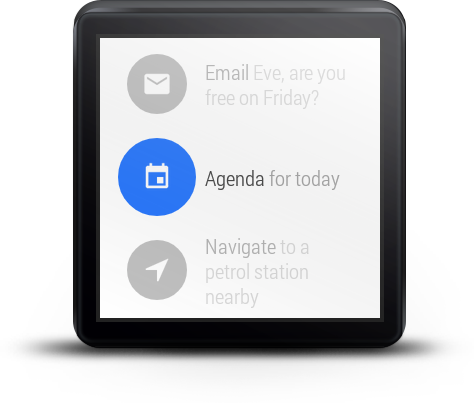 Email Eve, are you
free on Friday?
Agenda for today
Navigate to a
petrol station
nearby